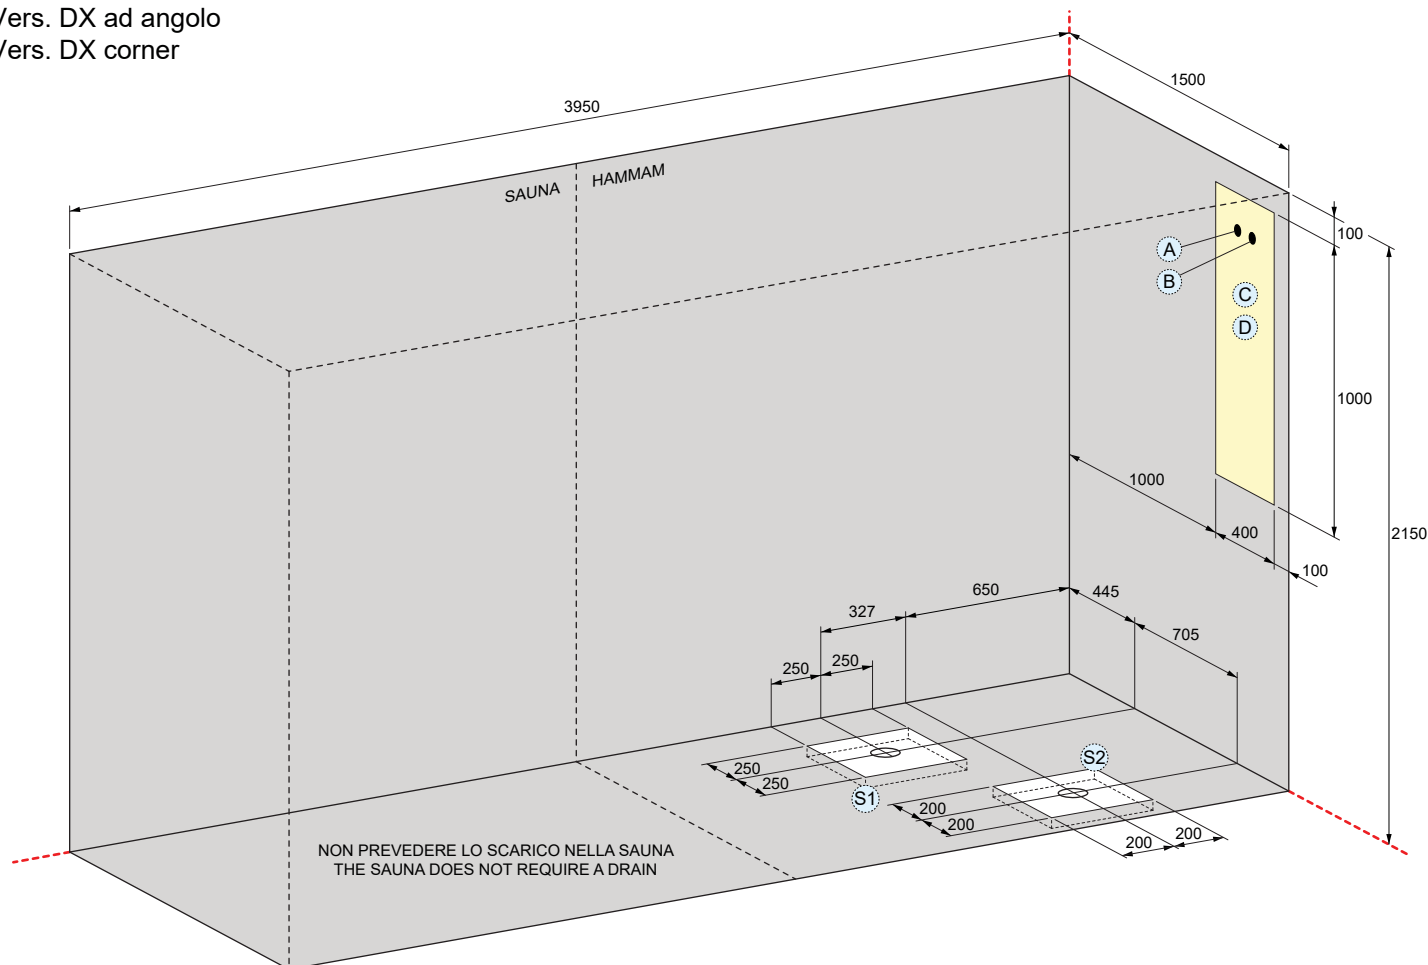 Vers. DX ad angolo
Vers. DX corner
3950
1500
SAUNA
HAMMAM
100
A
B
C
D
1000
2150
1000
400
100
650
445
327
705
250
250
250
250
S1
S2
200
200
200
200
NON PREVEDERE LO SCARICO NELLA SAUNA
THE SAUNA DOES NOT REQUIRE A DRAIN